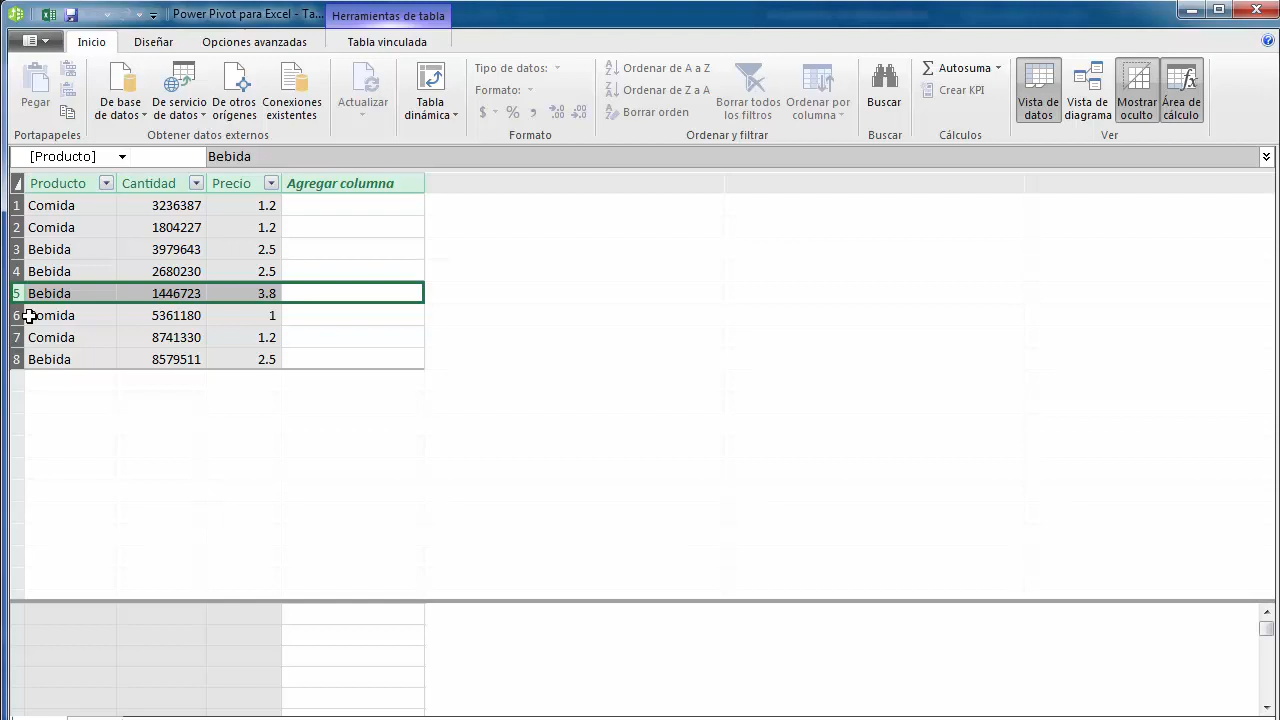 Power Pivot para Excel - Ta...
Herramientas de tabla
Inicio
Diseñar
Opciones avanzadas
Tabla vinculada
Pegar
Portapapeles
De base de datos
De servicio de datos
De otros orígenes
Conexiones existentes
Obtener datos externos
Actualizar
Tabla dinámica
Tipo de datos:
Formato:
$ % ,
Formato
Ordenar de A a Z
Ordenar de Z a A
Borrar orden
Borrar todos los filtros
Ordenar por columna
Ordenar y filtrar
Buscar
Buscar
Autosuma
Crear KPI
Cálculos
Vista de datos
Vista de diagrama
Mostrar oculto
Área de cálculo
Ver
[Producto] Bebida
Producto Cantidad Precio Agregar columna
1 Comida 3236387 1.2
2 Comida 1804227 1.2
3 Bebida 3979643 2.5
4 Bebida 2680230 2.5
5 Bebida 1446723 3.8
6 Comida 5361180 1
7 Comida 8741330 1.2
8 Bebida 8579511 2.5